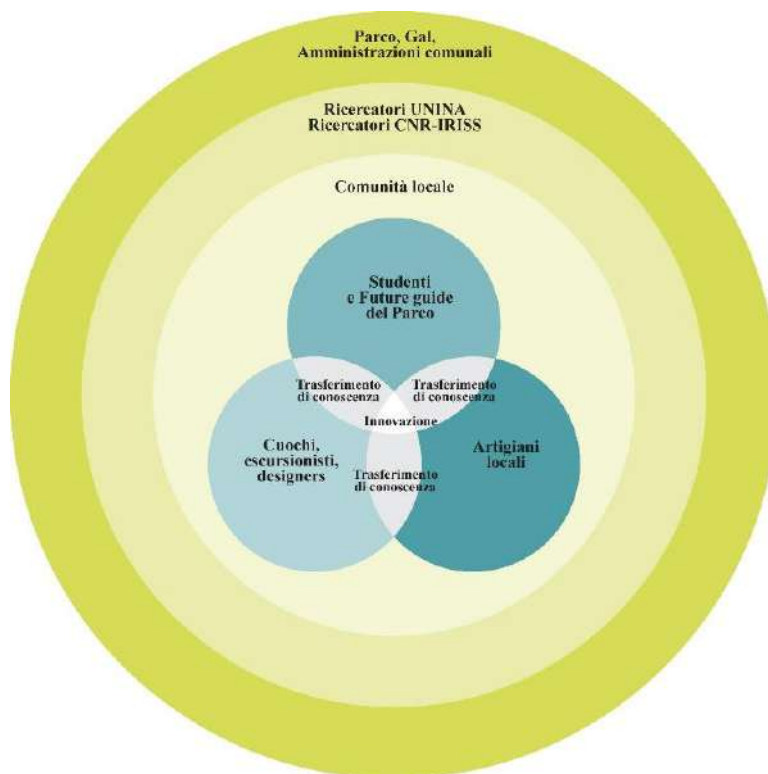 Parco, Gal,
Amministrazioni comunali
Ricercatori UNINA
Ricercatori CNR-IRISS
Comunità locale
Studenti
e Future guide
del Parco
Trasferimento
di conoscenza
Trasferimento
di conoscenza
Innovazione
Cuochi,
escursionisti,
designers
Artigiani
locali
Trasferimento
di conoscenza